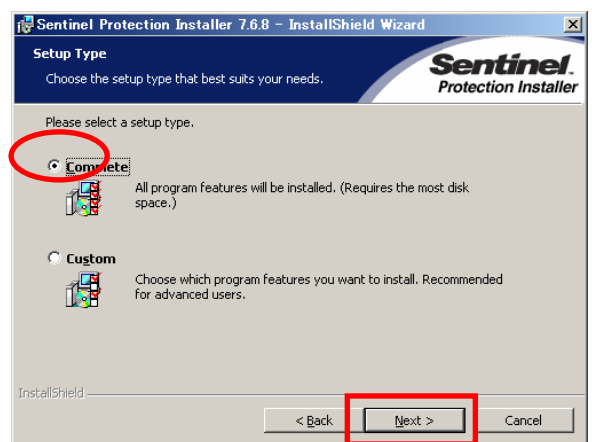 Sentinel Protection Installer 7.6.8 - InstallShield Wizard
Setup Type
Choose the setup type that best suits your needs.
Sentinel.
Protection Installer
Please select a setup type.
Complete
All program features will be installed. (Requires the most disk
space.)
Custom
Choose which program features you want to install. Recommended
for advanced users.
InstallShield
< Back
Next >
Cancel